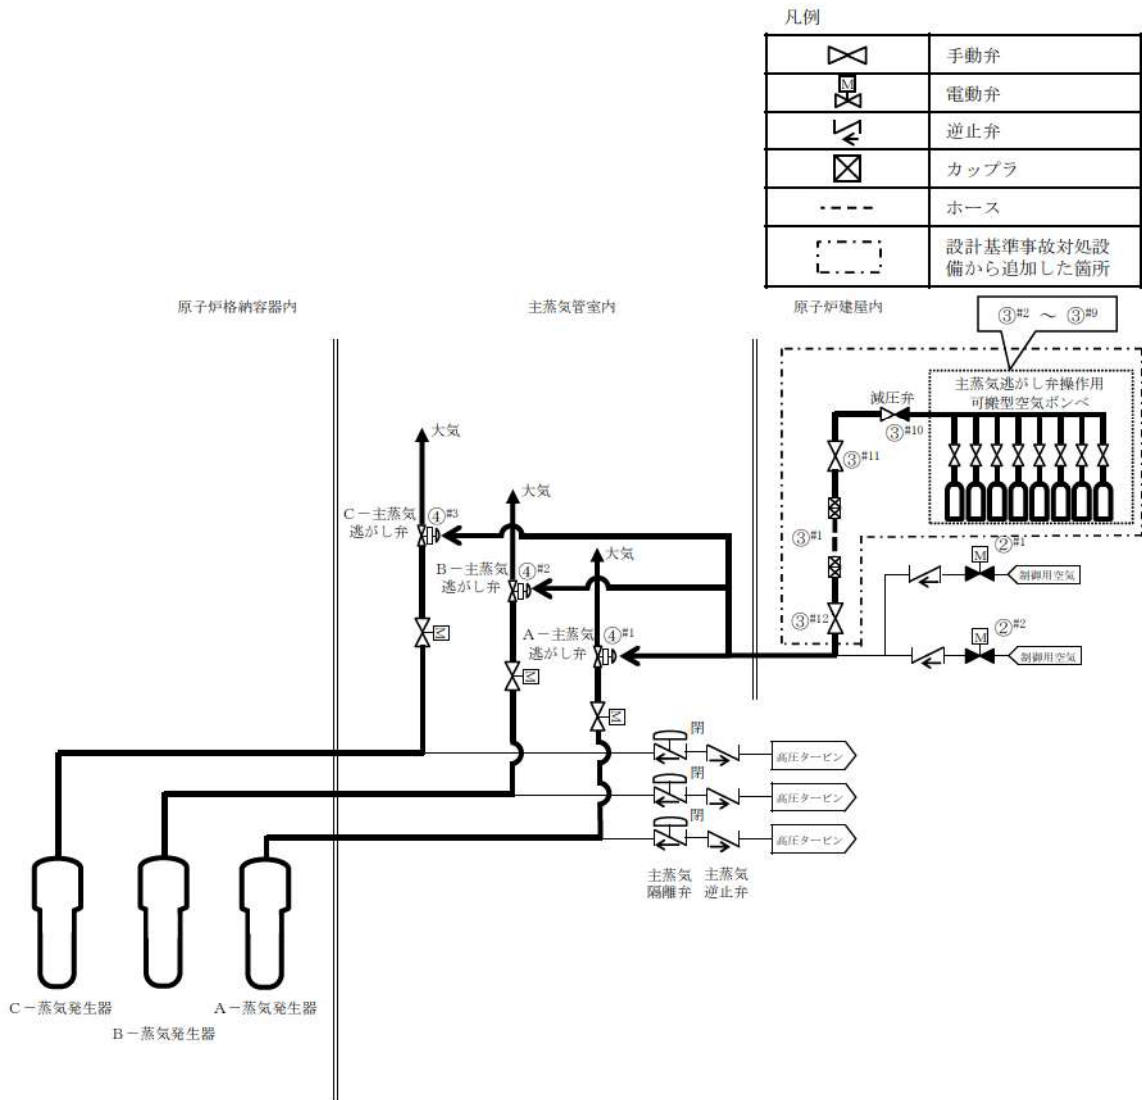 凡例
手動弁
M
電動弁
逆止弁
カップラ
ホース
設計基準事故対処設
備から追加した箇所
原子炉格納容器内
主蒸気管室内
原子炉建屋内
③#2 ～ ③#9
主蒸気逃がし弁操作用
可搬型空気ボンベ
減圧弁
③#10
③#11
大気
大気
大気
C－主蒸気
逃がし弁
④#3
B－主蒸気
逃がし弁
④#2
A－主蒸気
逃がし弁
④#1
③#1
③#12
②#1
M
制御用空気
②#2
M
制御用空気
M
M
M
閉
高圧タービン
閉
高圧タービン
閉
高圧タービン
主蒸気
隔離弁
主蒸気
逆止弁
C－蒸気発生器
B－蒸気発生器
A－蒸気発生器